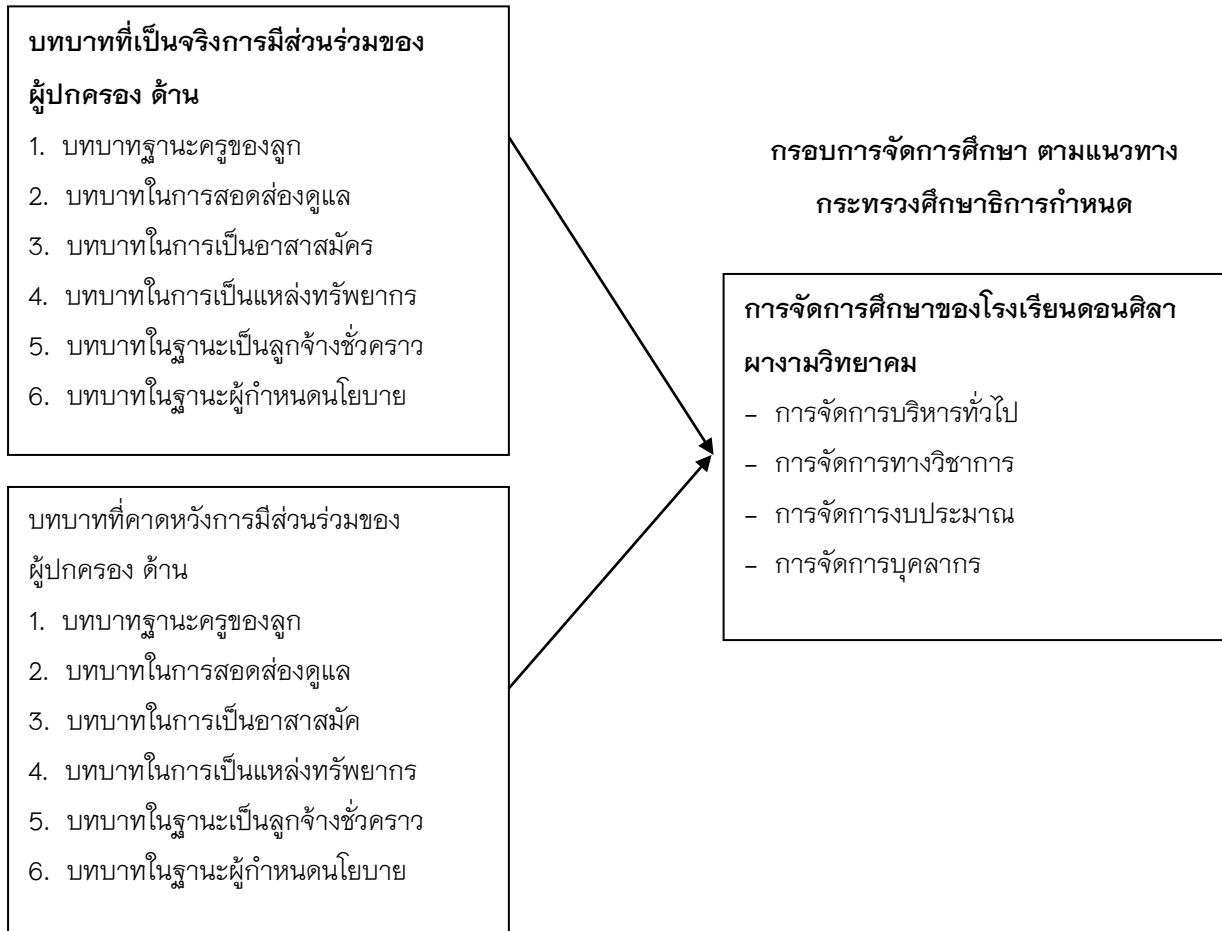 บทบาทที่เป็นจริงการมีส่วนร่วมของ
ผู้ปกครอง ด้าน
1. บทบาทฐานะครูของลูก
2. บทบาทในการสอดส่องดูแล
3. บทบาทในการเป็นอาสาสมัคร
4. บทบาทในการเป็นแหล่งทรัพยากร
5. บทบาทในฐานะเป็นลูกจ้างชั่วคราว
6. บทบาทในฐานะผู้กำหนดนโยบาย
บทบาทที่คาดหวังการมีส่วนร่วมของ
ผู้ปกครอง ด้าน
1. บทบาทฐานะครูของลูก
2. บทบาทในการสอดส่องดูแล
3. บทบาทในการเป็นอาสาสมัค
4. บทบาทในการเป็นแหล่งทรัพยากร
5. บทบาทในฐานะเป็นลูกจ้างชั่วคราว
6. บทบาทในฐานะผู้กำหนดนโยบาย
กรอบการจัดการศึกษา ตามแนวทาง
กระทรวงศึกษาธิการกำหนด
การจัดการศึกษาของโรงเรียนดอนศิลา
ผางามวิทยาคม
- การจัดการบริหารทั่วไป
- การจัดการทางวิชาการ
- การจัดการงบประมาณ
- การจัดการบุคลากร